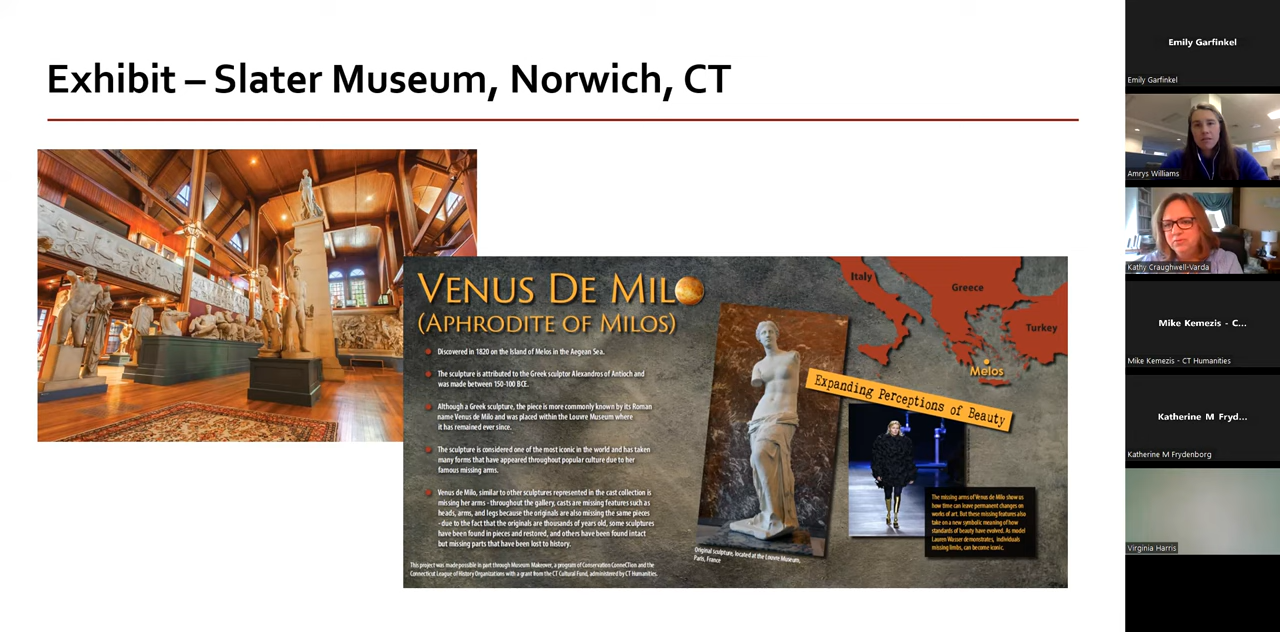 Exhibit – Slater Museum, Norwich, CT
VENUS DE MILO
(APHRODITE OF MILOS)
Discovered in 1820 on the Island of Melos in the Aegean Sea.
The sculpture is attributed to the Greek sculptor Alexandros of Antioch and
was made between 150-100 BCE.
Although a Greek sculpture, the piece is more commonly known by its Roman
name Venus de Milo and was placed within the Louvre Museum where
it has remained ever since.
The sculpture is considered one of the most iconic in the world and has taken
many forms that have appeared throughout popular culture due to her
famous missing arms.
Venus de Milo, similar to other sculptures represented in the cast collection is
missing her arms - throughout the gallery, casts are missing features such as
heads, arms, and legs because the originals are also missing the same pieces
- due to the fact that the originals are thousands of years old, some sculptures
have been found in pieces and restored, and others have been found intact
but missing parts that have been lost to history.
This project was made possible in part through Museum Makeover, a program of Conservation ConneCTion and the
Connecticut League of History Organizations with a grant from the CT Cultural Fund, administered by CT Humanities.
Italy
Greece
Turkey
Melos
Expanding Perceptions of Beauty
Original sculpture, located at the Louvre Museum,
Paris, France
The missing arms of Venus de Milo show us
how time can leave permanent changes on
works of art. But these missing features also
take on a new symbolic meaning of how
standards of beauty have evolved. As model
Lauren Wasser demonstrates, individuals
missing limbs, can become iconic.
Emily Garfinkel
Emily Garfinkel
Amrys Williams
Kathy Craughwell-Varda
Mike Kemezis - C...
Mike Kemezis - CT Humanities
Katherine M Fryd...
Katherine M Frydenborg
Virginia Harris